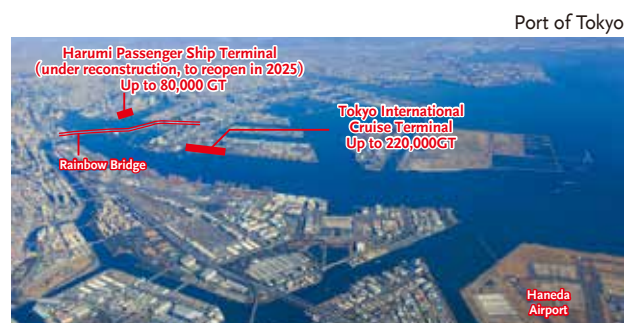 Port of Tokyo
Harumi Passenger Ship Terminal
(under reconstruction, to reopen in 2025)
Up to 80,000 GT
Tokyo International
Cruise Terminal
Up to 220,000GT
Rainbow Bridge
Haneda
Airport